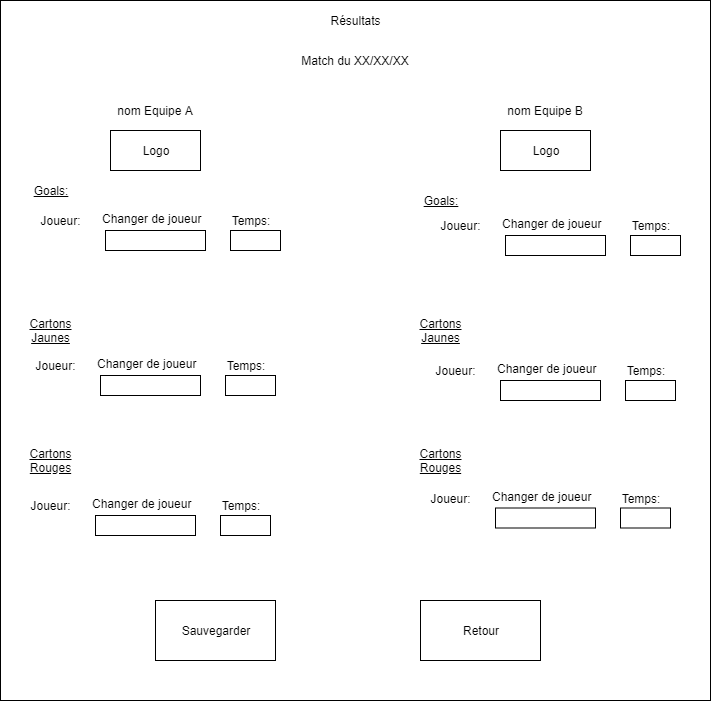 Résultats
Match du XX/XX/XX
nom Equipe A
Logo
Goals:
Joueur: Changer de joueur Temps:
Cartons
Jaunes
Joueur: Changer de joueur Temps:
Cartons
Rouges
Joueur: Changer de joueur Temps:
nom Equipe B
Logo
Goals:
Joueur: Changer de joueur Temps:
Cartons
Jaunes
Joueur: Changer de joueur Temps:
Cartons
Rouges
Joueur: Changer de joueur Temps:
Sauvegarder
Retour